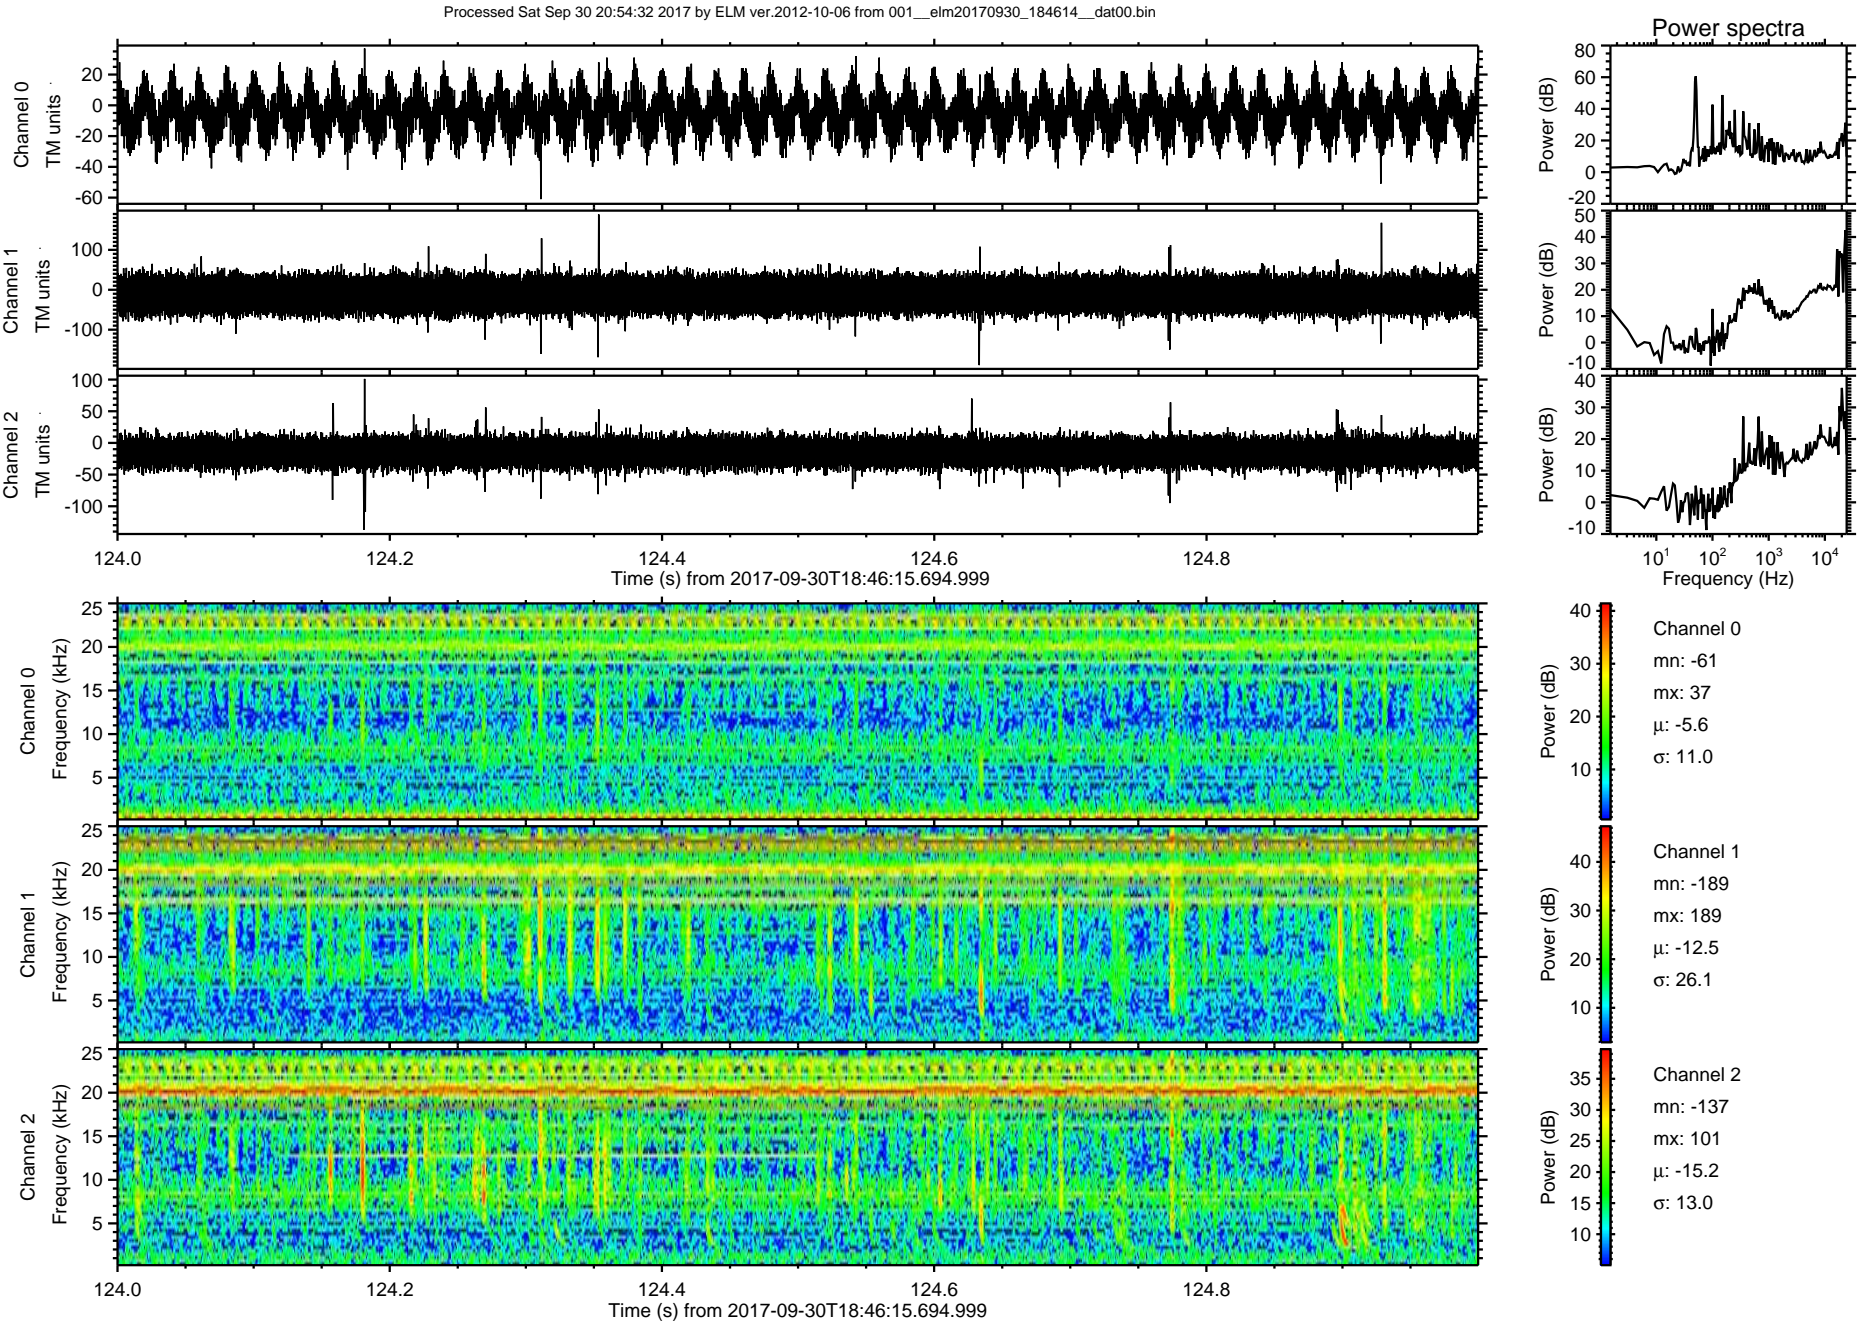 Processed Sat Sep 30 20:54:32 2017 by ELM ver.2012-10-06 from 001__elm20170930_184614__dat00.bin
Power spectra
Channel 0
TM units
20
0
-20
-40
-60
Power (dB)
80
60
40
20
0
-20
Channel 1
TM units
100
0
-100
Power (dB)
50
40
30
20
10
0
-10
Channel 2
TM units
100
50
0
-50
-100
Power (dB)
40
30
20
10
0
-10
124.0 124.2 124.4 124.6 124.8
Time (s) from 2017-09-30T18:46:15.694.999
10^1 10^2 10^3 10^4
Frequency (Hz)
Channel 0
Frequency (kHz)
25
20
15
10
5
Power (dB)
40
30
20
10
Channel 0
mn: -61
mx: 37
μ: -5.6
σ: 11.0
Channel 1
Frequency (kHz)
25
20
15
10
5
Power (dB)
40
30
20
10
Channel 1
mn: -189
mx: 189
μ: -12.5
σ: 26.1
Channel 2
Frequency (kHz)
25
20
15
10
5
Power (dB)
35
30
25
20
15
10
Channel 2
mn: -137
mx: 101
μ: -15.2
σ: 13.0
124.0 124.2 124.4 124.6 124.8
Time (s) from 2017-09-30T18:46:15.694.999